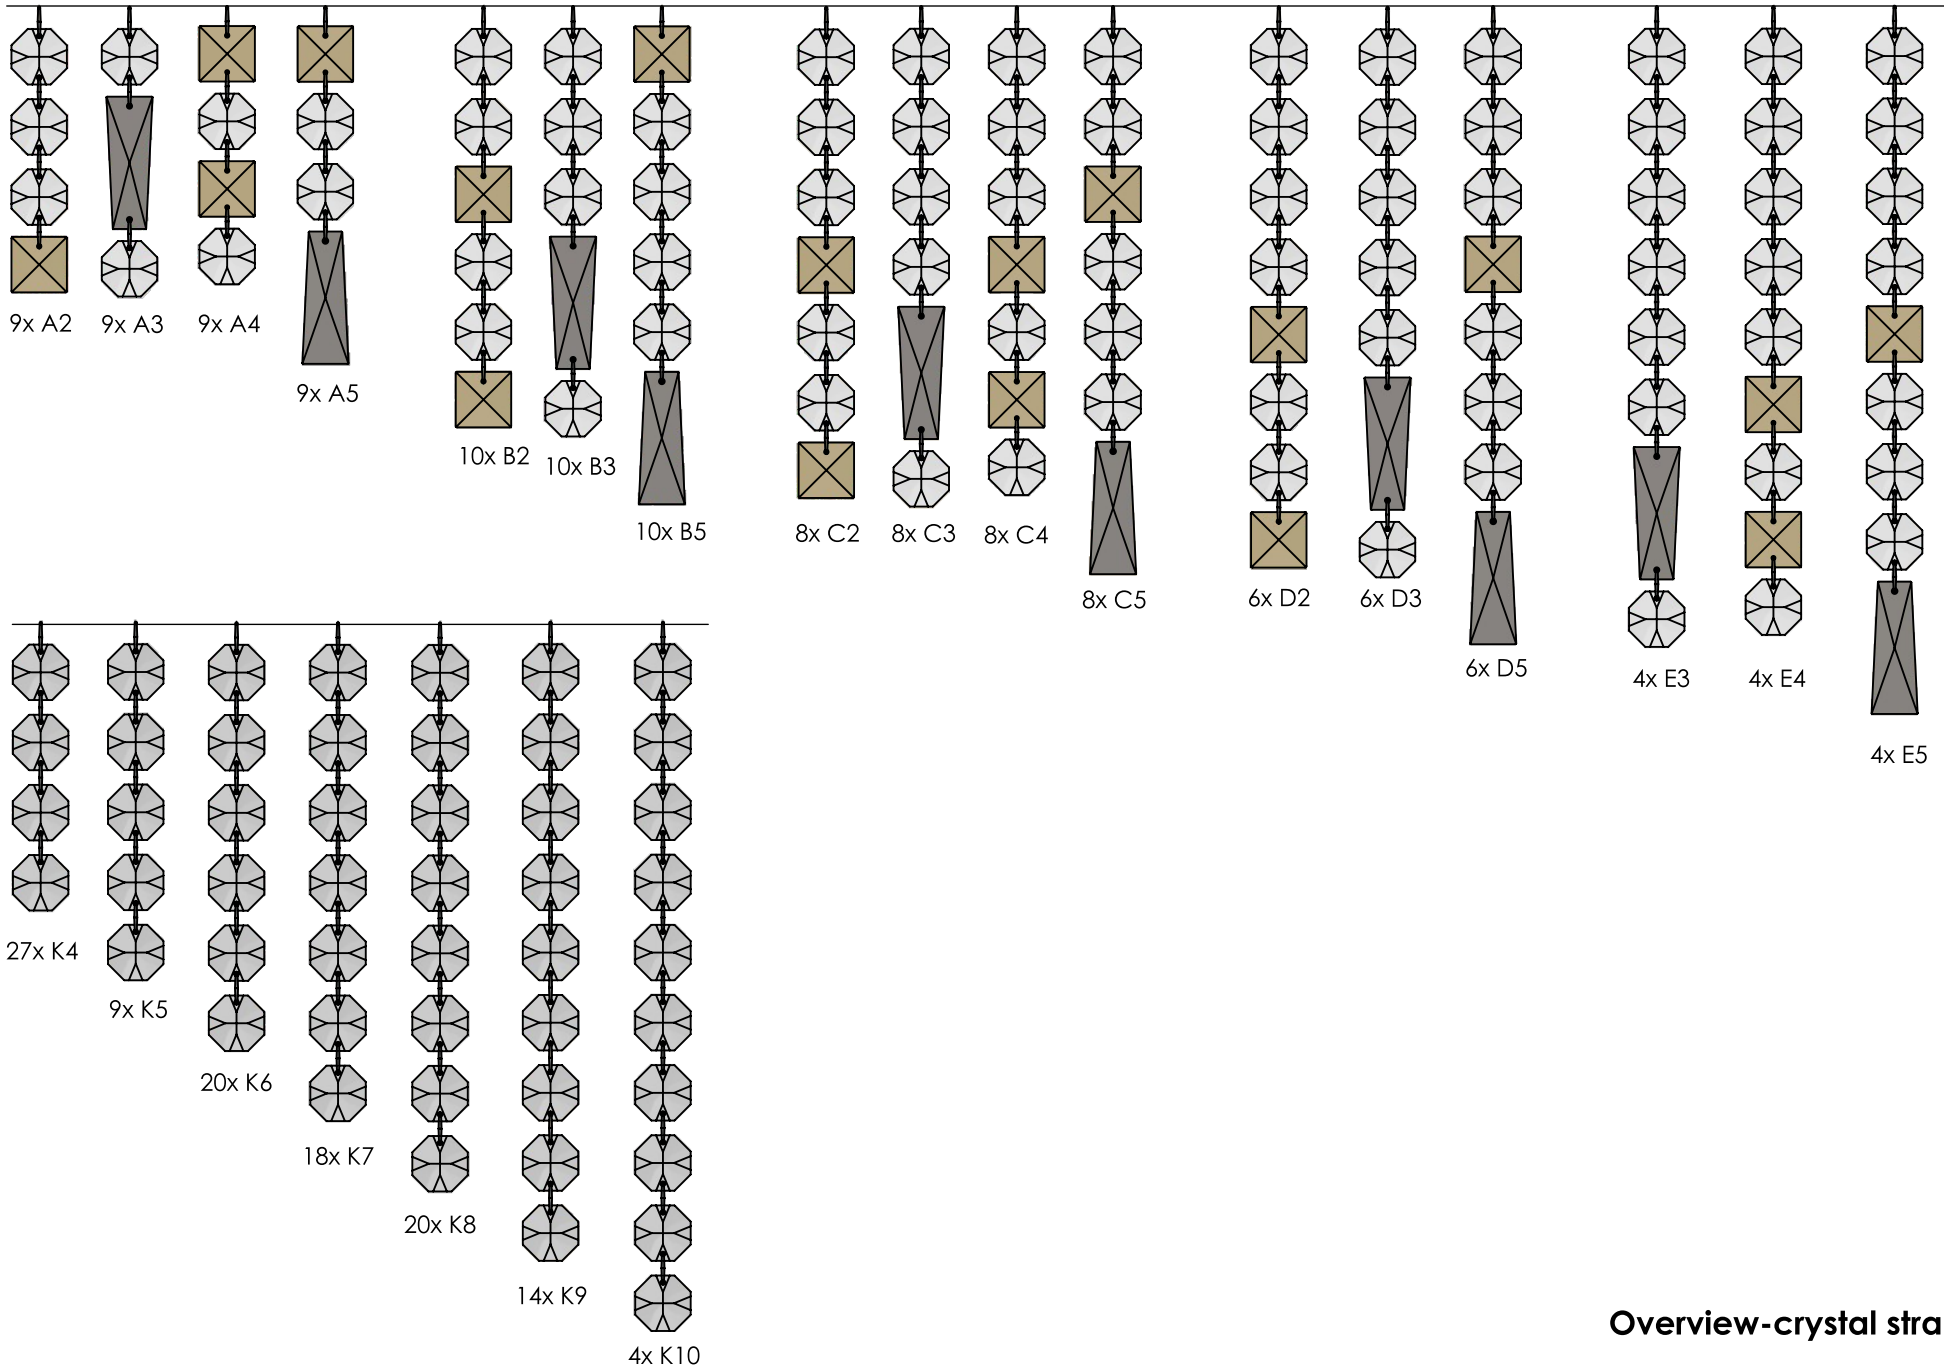 9x A2
9x A3
9x A4
9x A5
10x B2
10x B3
10x B5
8x C2
8x C3
8x C4
8x C5
6x D2
6x D3
6x D5
4x E3
4x E4
4x E5
27x K4
9x K5
20x K6
18x K7
20x K8
14x K9
4x K10
Overview-crystal stra